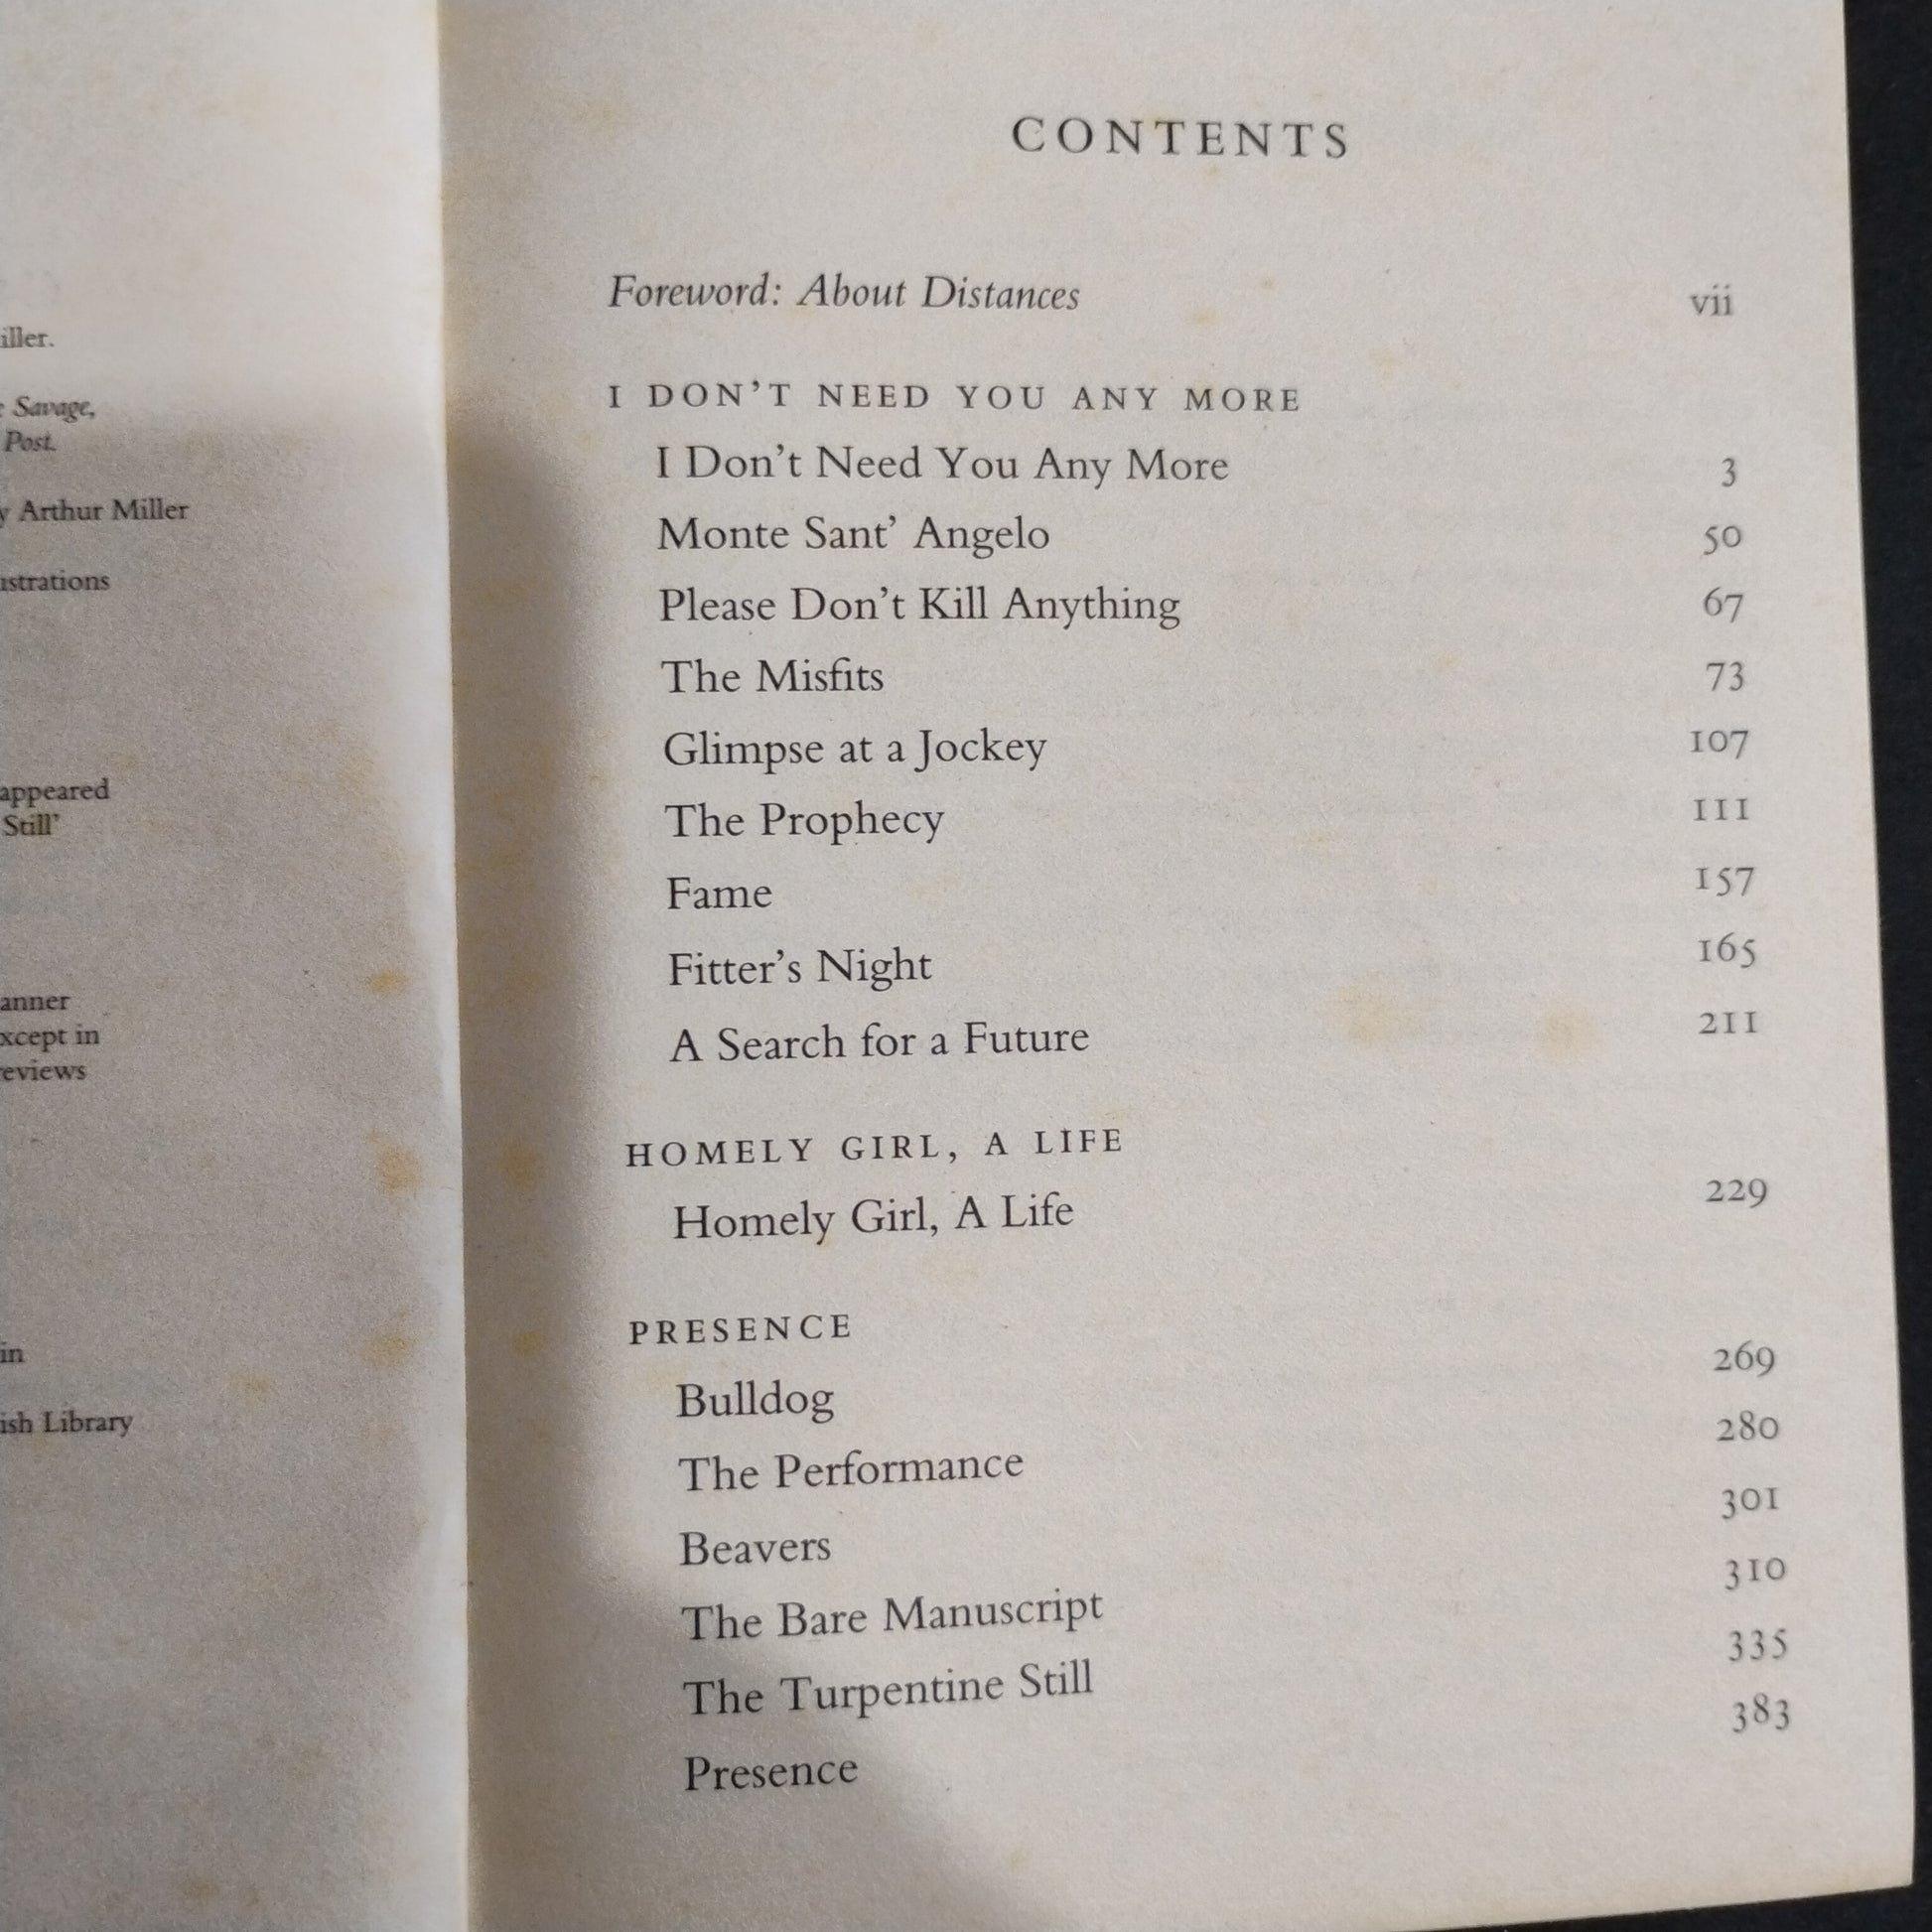 iller.
Savage,
Post.
y Arthur Miller
ustrations
appeared
Still’
anner
xcept in
reviews
in
ish Library
CONTENTS
Foreword: About Distances vii
I DON’T NEED YOU ANY MORE
I Don’t Need You Any More 3
Monte Sant’ Angelo 50
Please Don’t Kill Anything 67
The Misfits 73
Glimpse at a Jockey 107
The Prophecy 111
Fame 157
Fitter’s Night 165
A Search for a Future 211
HOMELY GIRL, A LIFE
Homely Girl, A Life 229
PRESENCE
Bulldog 269
The Performance 280
Beavers 301
The Bare Manuscript 310
The Turpentine Still 335
Presence 383